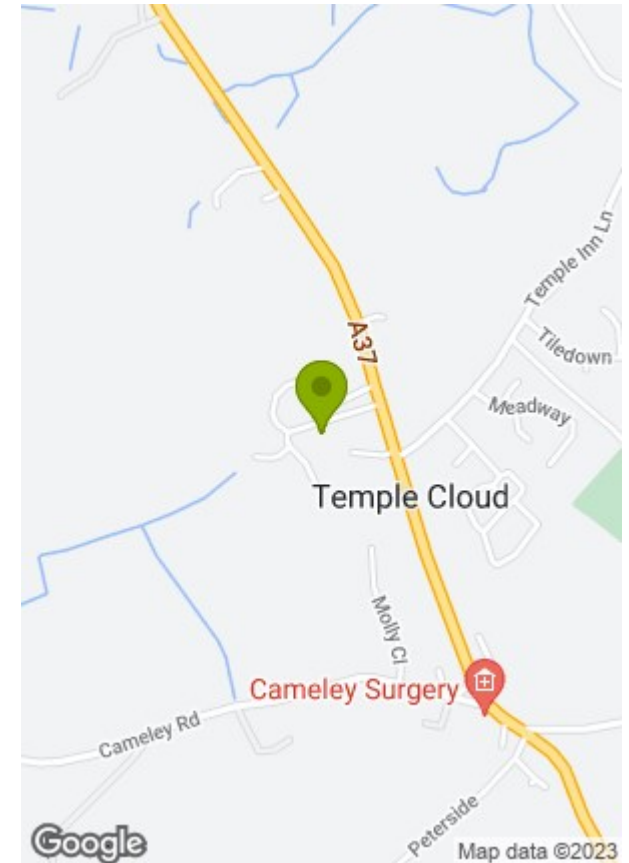 Temple Inn Ln
A37
Tiledown
Meadway
Temple Cloud
Molly Cl
Cameley Surgery
Cameley Rd
Peterside
Google
Map data ©2023